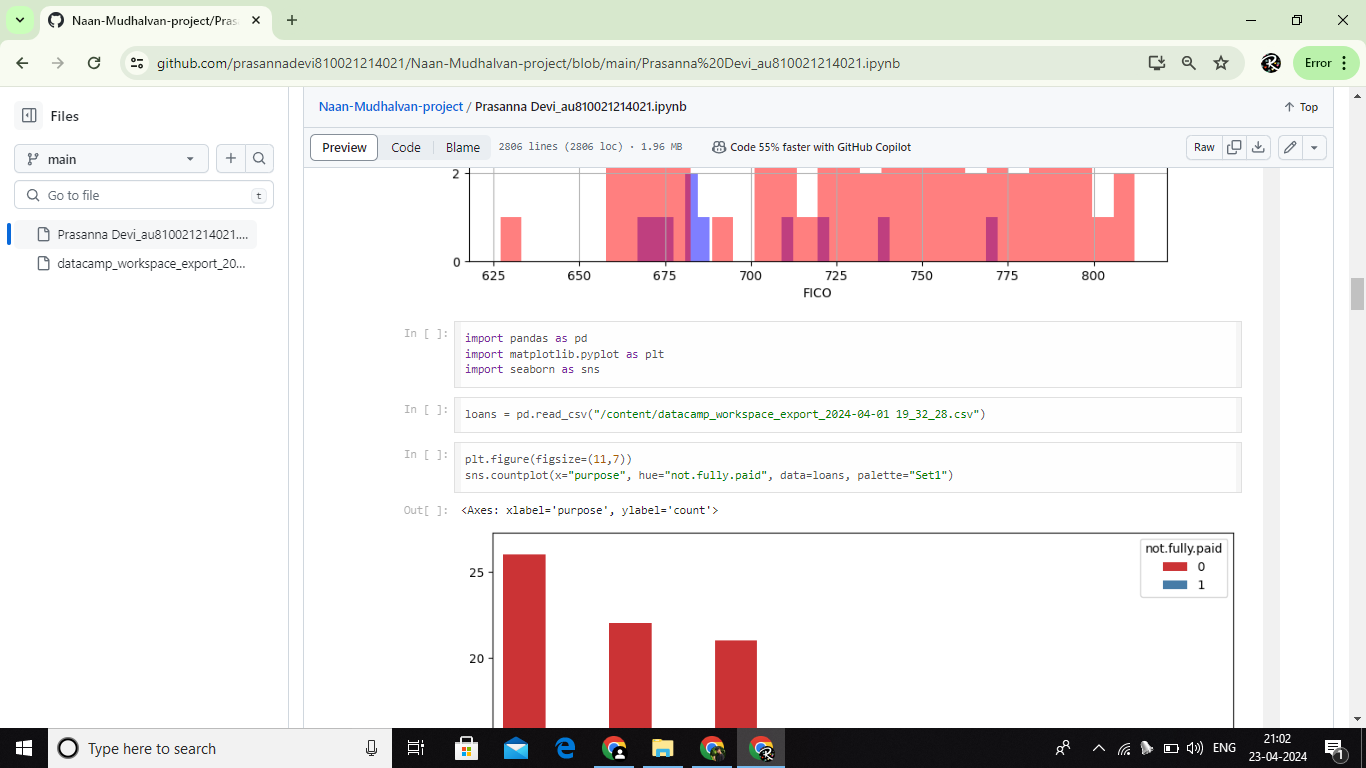 Naan-Mudhalvan-project/Pras
github.com/prasannadevi810021214021/Naan-Mudhalvan-project/blob/main/Prasanna%20Devi_au810021214021.ipynb
Error
Files
main
Go to file
t
Prasanna Devi_au810021214021....
datacamp_workspace_export_20...
Naan-Mudhalvan-project / Prasanna Devi_au810021214021.ipynb
Top
Preview Code Blame 2806 lines (2806 loc) · 1.96 MB Code 55% faster with GitHub Copilot Raw
2
0
625 650 675 700 725 750 775 800
FICO
In [ ]:
import pandas as pd
import matplotlib.pyplot as plt
import seaborn as sns
In [ ]:
loans = pd.read_csv("/content/datacamp_workspace_export_2024-04-01 19_32_28.csv")
In [ ]:
plt.figure(figsize=(11,7))
sns.countplot(x="purpose", hue="not.fully.paid", data=loans, palette="Set1")
Out[ ]: <Axes: xlabel='purpose', ylabel='count'>
not.fully.paid
0
1
25
20
Type here to search
ENG
21:02
23-04-2024
1